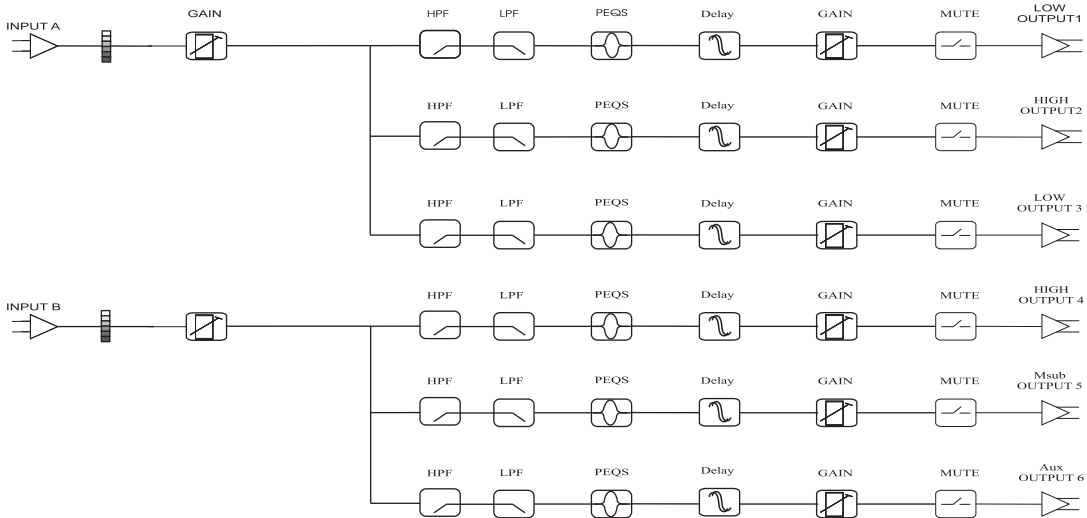 INPUT A GAIN HPF LPF PEQS Delay GAIN MUTE LOW OUTPUT1
HPF LPF PEQS Delay GAIN MUTE HIGH OUTPUT2
HPF LPF PEQS Delay GAIN MUTE LOW OUTPUT 3
INPUT B HPF LPF PEQS Delay GAIN MUTE HIGH OUTPUT 4
HPF LPF PEQS Delay GAIN MUTE Msub OUTPUT 5
HPF LPF PEQS Delay GAIN MUTE Aux OUTPUT 6